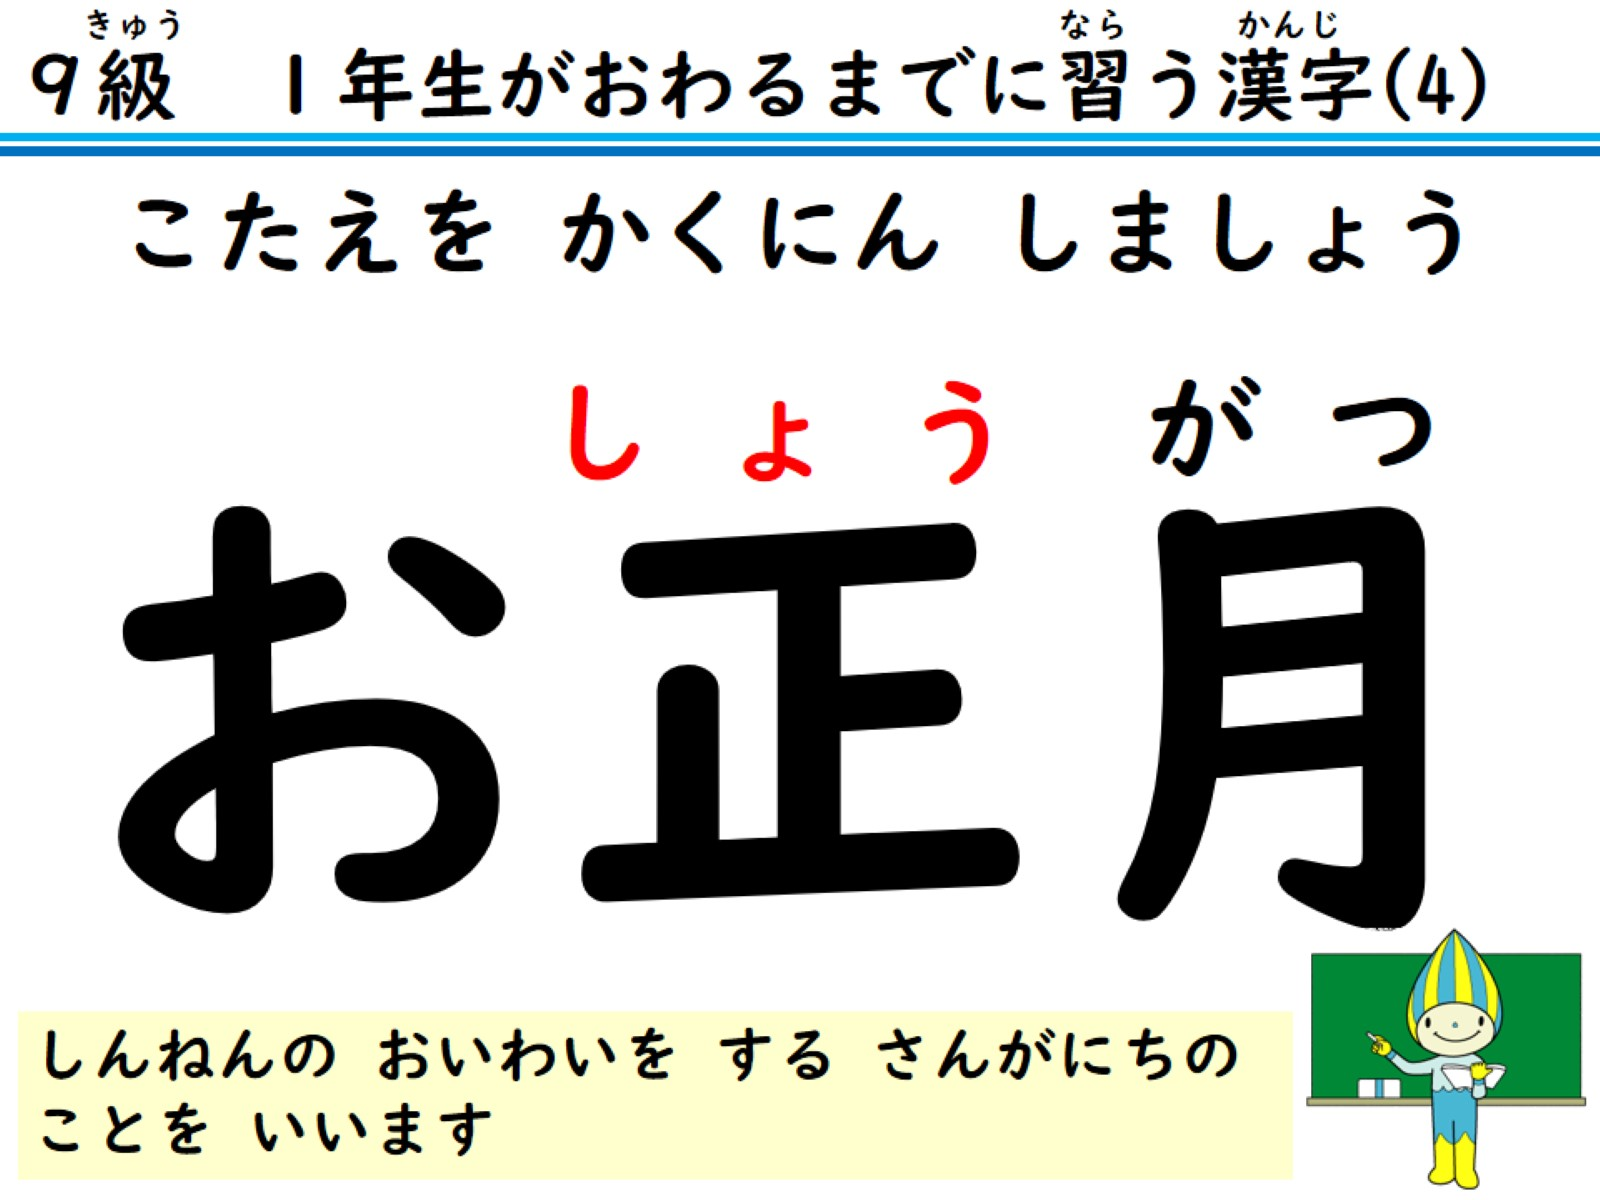 きゅう なら かんじ
9級 1年生がおわるまでに習う漢字(4)
こたえを かくにん しましょう
しょう がつ
お正月
しんねんの おいわいを する さんがにちの
ことを いいます